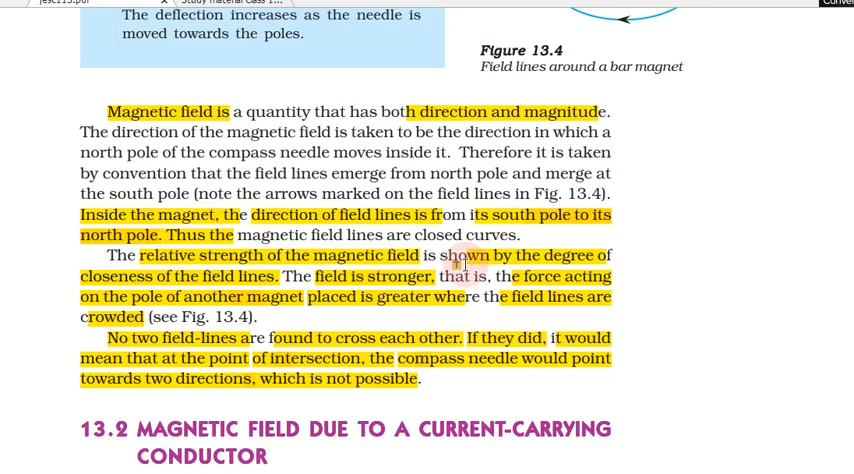 jesc113.pdf
Study material class 1...
Conver
The deflection increases as the needle is
moved towards the poles.
Figure 13.4
Field lines around a bar magnet
Magnetic field is a quantity that has both direction and magnitude.
The direction of the magnetic field is taken to be the direction in which a
north pole of the compass needle moves inside it. Therefore it is taken
by convention that the field lines emerge from north pole and merge at
the south pole (note the arrows marked on the field lines in Fig. 13.4).
Inside the magnet, the direction of field lines is from its south pole to its
north pole. Thus the magnetic field lines are closed curves.
The relative strength of the magnetic field is shown by the degree of
closeness of the field lines. The field is stronger, that is, the force acting
on the pole of another magnet placed is greater where the field lines are
crowded (see Fig. 13.4).
No two field-lines are found to cross each other. If they did, it would
mean that at the point of intersection, the compass needle would point
towards two directions, which is not possible.
13.2 MAGNETIC FIELD DUE TO A CURRENT-CARRYING
CONDUCTOR